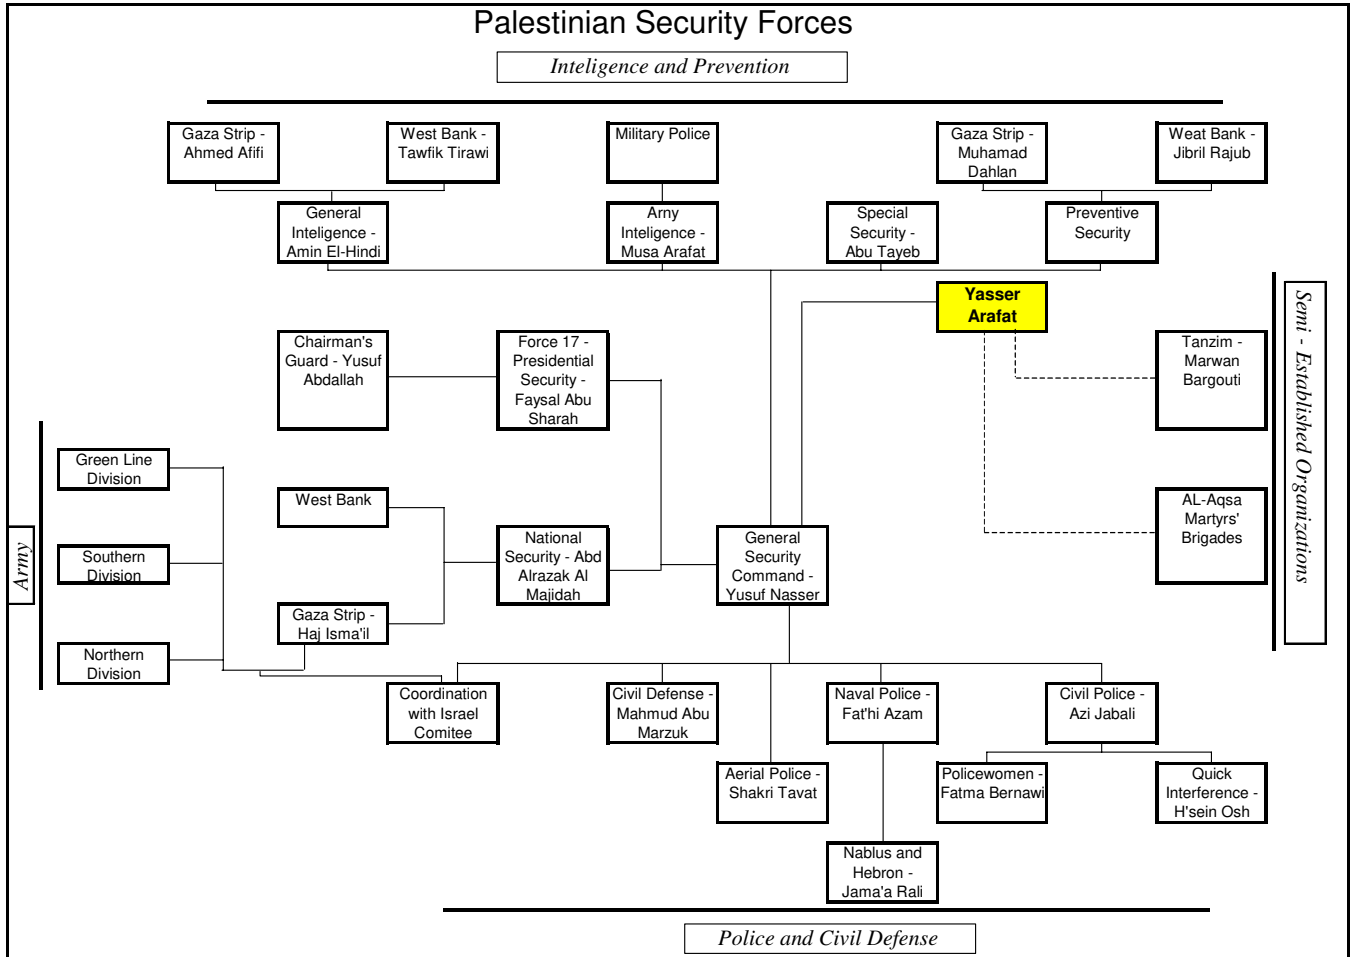 Palestinian Security Forces
Inteligence and Prevention
Gaza Strip -
Ahmed Afifi
West Bank -
Tawfik Tirawi
Military Police
Gaza Strip -
Muhamad
Dahlan
Weat Bank -
Jibril Rajub
General
Inteligence -
Amin El-Hindi
Arny
Inteligence -
Musa Arafat
Special
Security -
Abu Tayeb
Preventive
Security
Yasser
Arafat
Chairman's
Guard - Yusuf
Abdallah
Force 17 -
Presidential
Security -
Faysal Abu
Sharah
Tanzim -
Marwan
Bargouti
Semi - Established Organizations
Green Line
Division
West Bank
AL-Aqsa
Martyrs'
Brigades
Army
Southern
Division
National
Security - Abd
Alrazak Al
Majidah
General
Security
Command -
Yusuf Nasser
Gaza Strip -
Haj Isma'il
Northern
Division
Coordination
with Israel
Comitee
Civil Defense -
Mahmud Abu
Marzuk
Naval Police -
Fat'hi Azam
Civil Police -
Azi Jabali
Aerial Police -
Shakri Tavat
Policewomen -
Fatma Bernawi
Quick
Interference -
H'sein Osh
Nablus and
Hebron -
Jama'a Rali
Police and Civil Defense